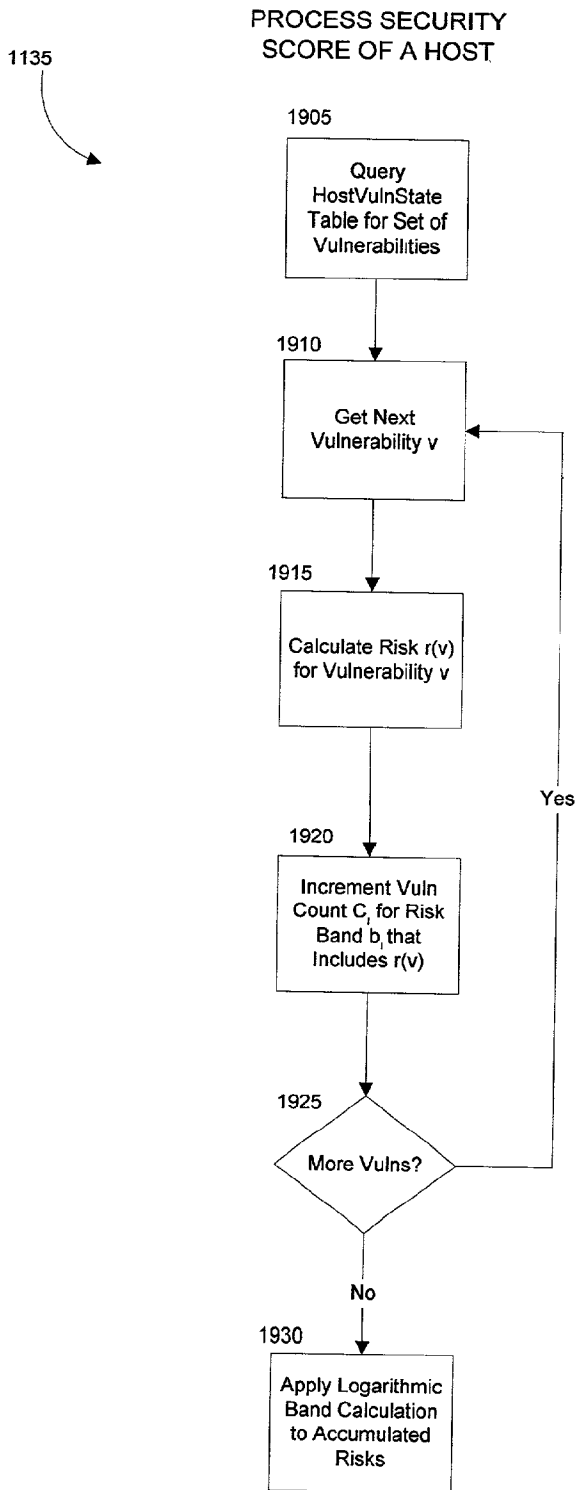 PROCESS SECURITY
SCORE OF A HOST
1135
1905
Query
HostVulnState
Table for Set of
Vulnerabilities
1910
Get Next
Vulnerability v
1915
Calculate Risk r(v)
for Vulnerability v
Yes
1920
Increment Vuln
Count C_i for Risk
Band b_i that
Includes r(v)
1925
More Vulns?
No
1930
Apply Logarithmic
Band Calculation
to Accumulated
Risks